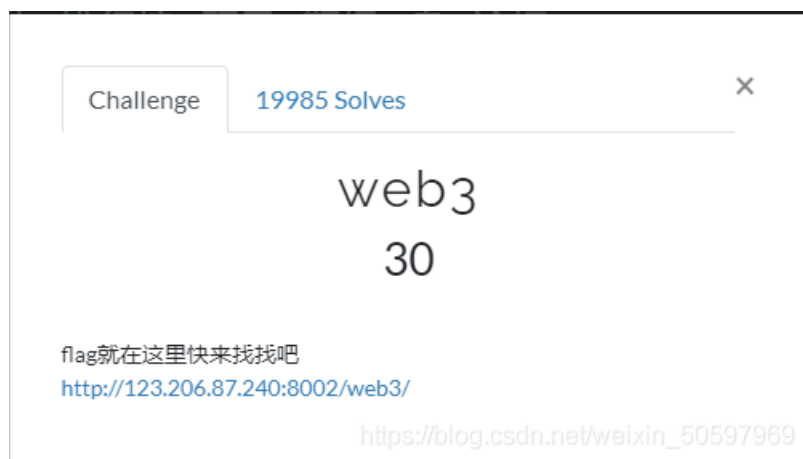 Challenge
19985 Solves
×
web3
30
flag就在这里快来找找吧
http://123.206.87.240:8002/web3/
https://blog.csdn.net/weixin_50597969